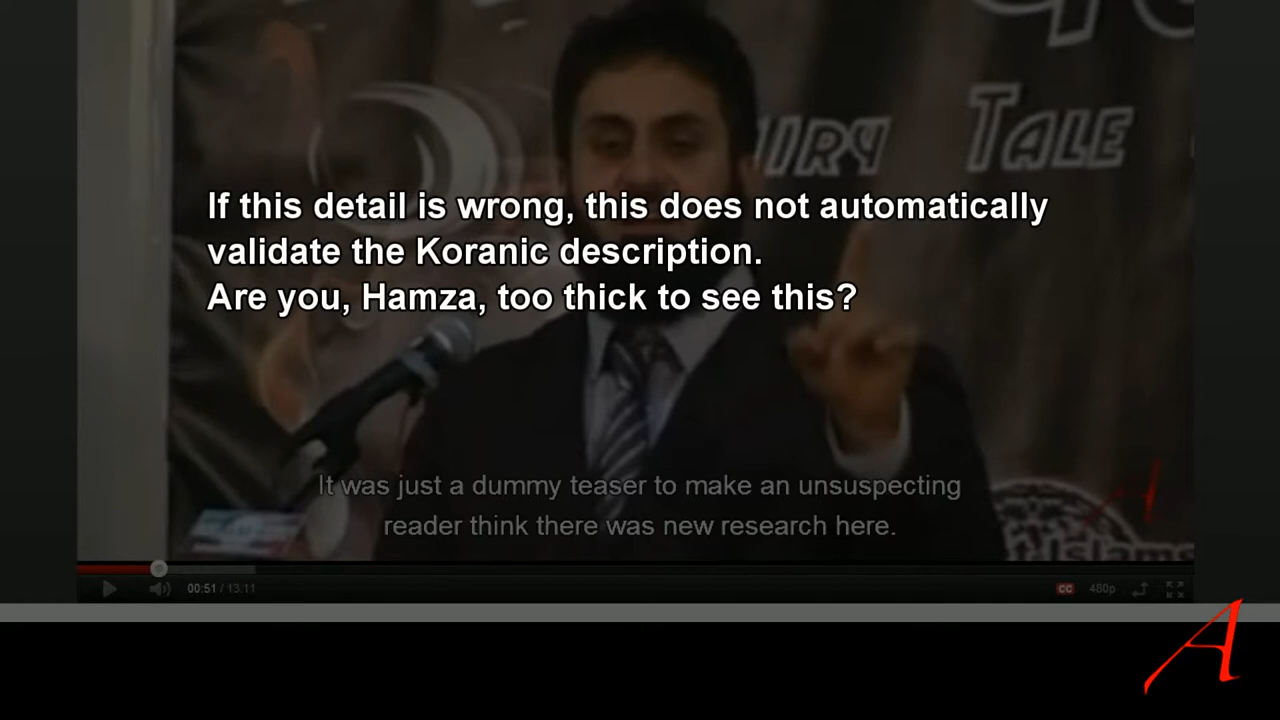 TALE
If this detail is wrong, this does not automatically
validate the Koranic description.
Are you, Hamza, too thick to see this?
It was just a dummy teaser to make an unsuspecting
reader think there was new research here.
00:51 / 13:11
CC
480p
A